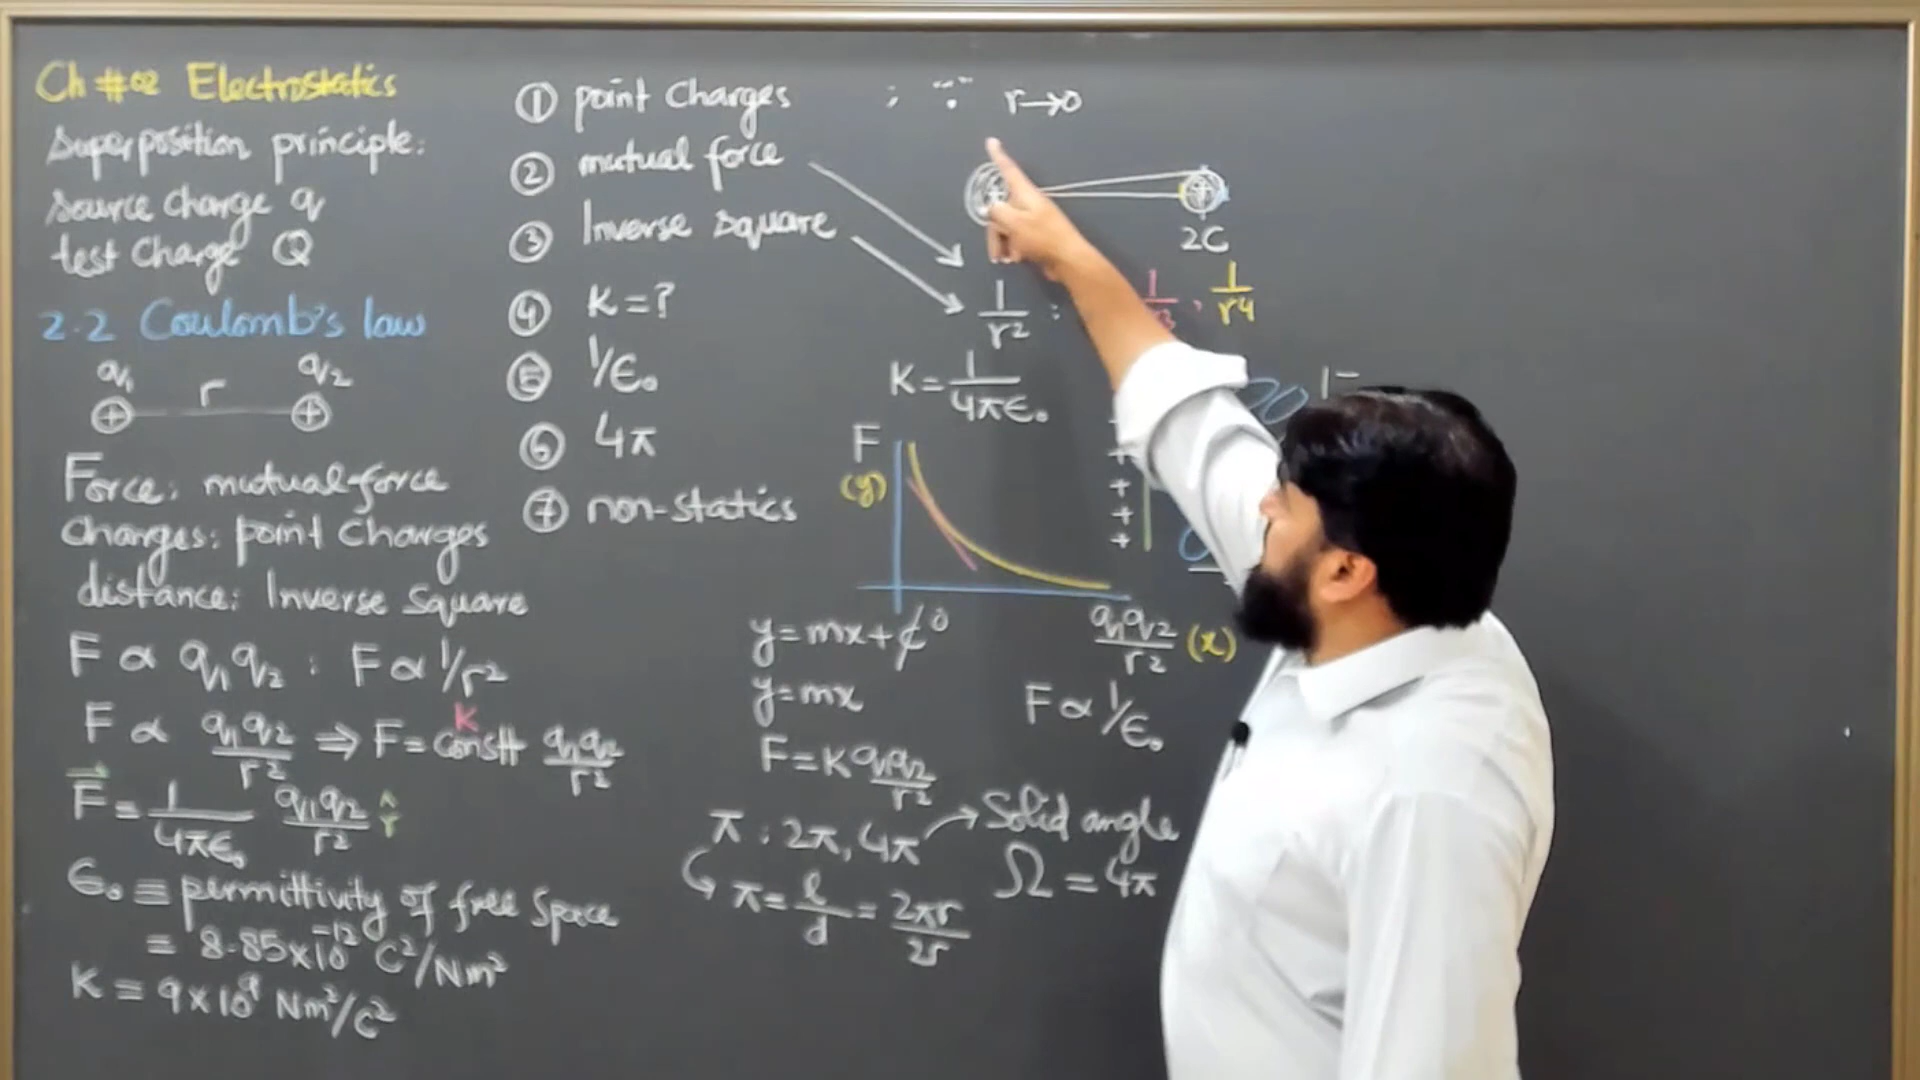 Ch #02 Electrostatics
Superposition principle:
Source Charge q
test Charge Q
2.2 Coulomb's law
q₁ r q₂
+ +
Force: mutual force
Charges: point Charges
distance: Inverse Square
F ∝ q₁q₂ : F ∝ 1/r²
K
F ∝ q₁q₂/r² ⇒ F = constt q₁q₂/r²
F⃗ = 1/4πε₀ q₁q₂/r² r̂
ε₀ ≡ permittivity of free Space
≡ 8.85×10⁻¹² C²/Nm²
K ≡ 9×10⁹ Nm²/C²
① point Charges ; ∵ r→0
② mutual force
③ Inverse square
④ K=?
⑤ 1/ε₀
⑥ 4π
⑦ non-statics
+ +
2C
1/r² : , 1/r⁴
K = 1/4πε₀
F
(y)
q₁q₂/r² (x)
+
+
+
+
y=mx+c 0
y=mx
F=K q₁q₂/r²
F ∝ 1/ε₀
π : 2π, 4π → Solid angle
Ω = 4π
π = l/d = 2πr/2r